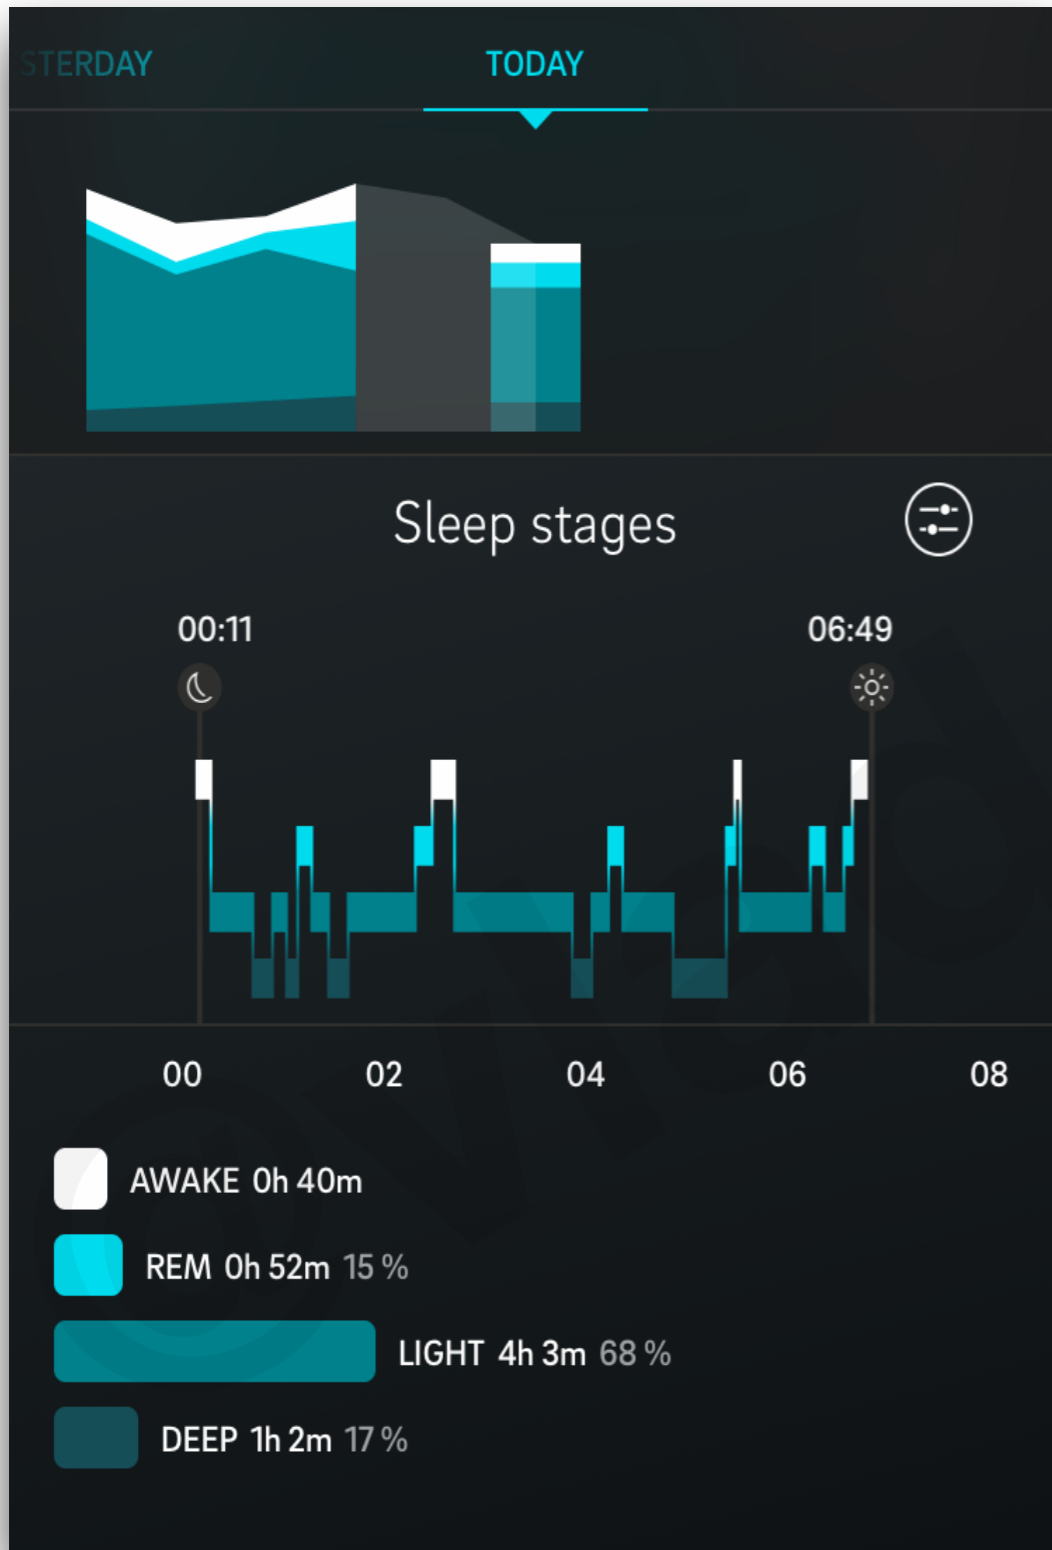 STERDAY TODAY
Sleep stages
00:11 06:49
00 02 04 06 08
AWAKE 0h 40m
REM 0h 52m 15 %
LIGHT 4h 3m 68 %
DEEP 1h 2m 17 %